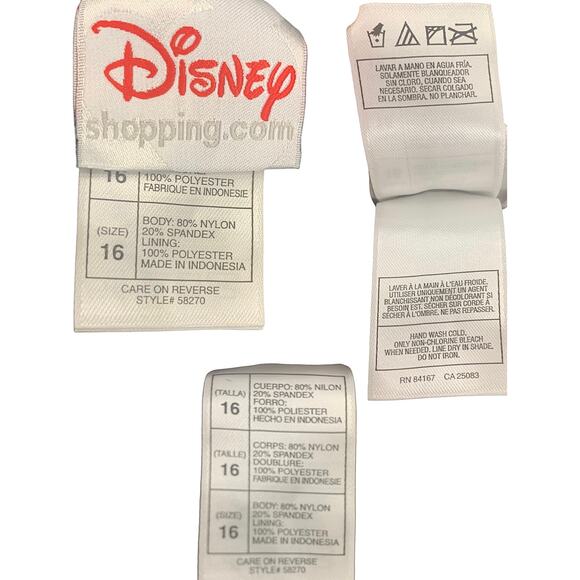 Disney
shopping.com
16
100% POLYESTER
FABRIQUE EN INDONESIE
(SIZE)
16
BODY: 80% NYLON
20% SPANDEX
LINING:
100% POLYESTER
MADE IN INDONESIA
CARE ON REVERSE
STYLE# 58270
LAVAR A MANO EN AGUA FRÍA.
SOLAMENTE BLANQUEADOR
SIN CLORO, CUANDO SEA
NECESARIO. SECAR COLGADO
EN LA SOMBRA, NO PLANCHAR.
LAVER À LA MAIN À L'EAU FROIDE.
UTILISER UNIQUEMENT UN AGENT
BLANCHISSANT NON DÉCOLORANT SI
BESOIN EST. SÉCHER SUR CORDE À
SÉCHER À L'OMBRE. NE PAS REPASSER.
HAND WASH COLD.
ONLY NON-CHLORINE BLEACH
WHEN NEEDED. LINE DRY IN SHADE,
DO NOT IRON.
RN 84167 CA 25083
(TALLA)
16
CUERPO: 80% NILON
20% SPANDEX
FORRO;
100% POLIESTER
HECHO EN INDONESIA
(TAILLE)
16
CORPS: 80% NYLON
20% SPANDEX
DOUBLURE:
100% POLYESTER
FABRIQUE EN INDONESIE
(SIZE)
16
BODY: 80% NYLON
20% SPANDEX
LINING:
100% POLYESTER
MADE IN INDONESIA
CARE ON REVERSE
STYLE# 58270